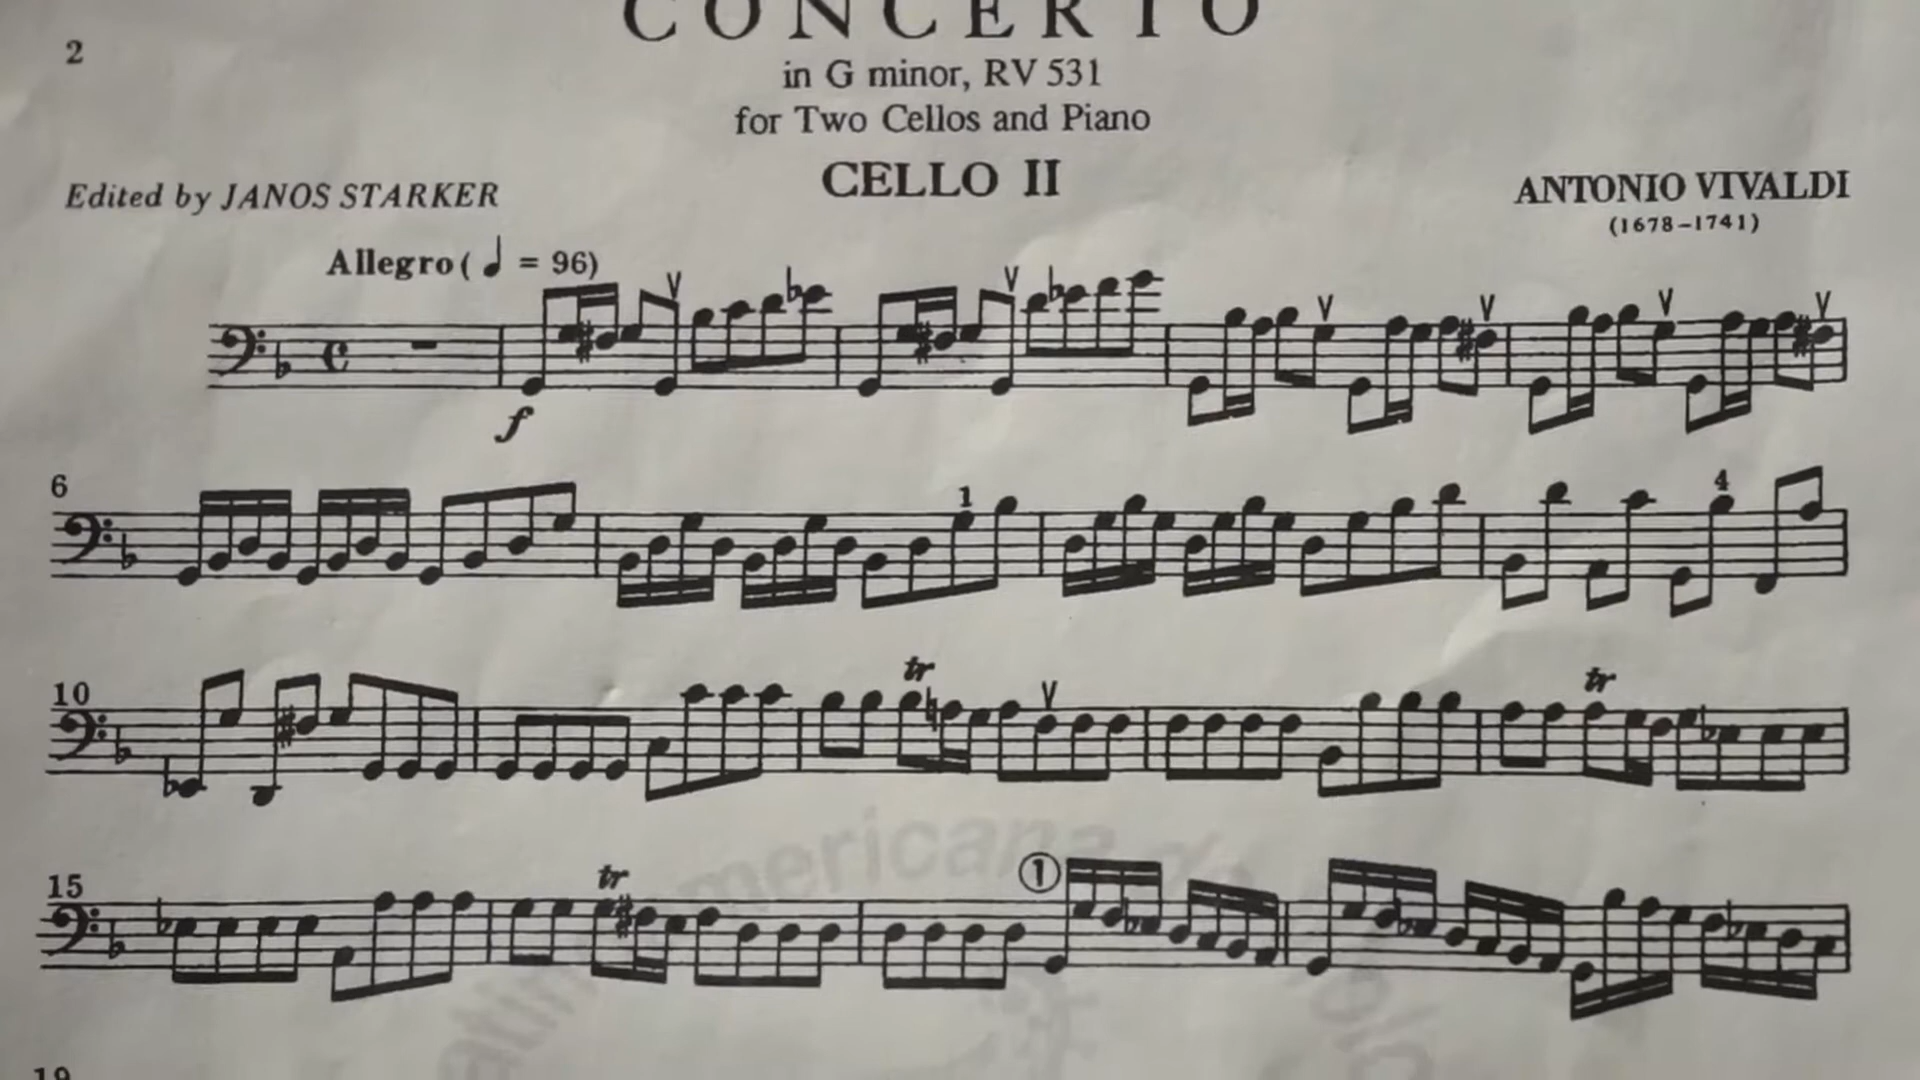 2
CONCERTO
in G minor, RV 531
for Two Cellos and Piano
CELLO II
Edited by JANOS STARKER
ANTONIO VIVALDI
(1678–1741)
Allegro (♩ = 96)
f
6
1
4
10
tr
tr
15
tr
1
19